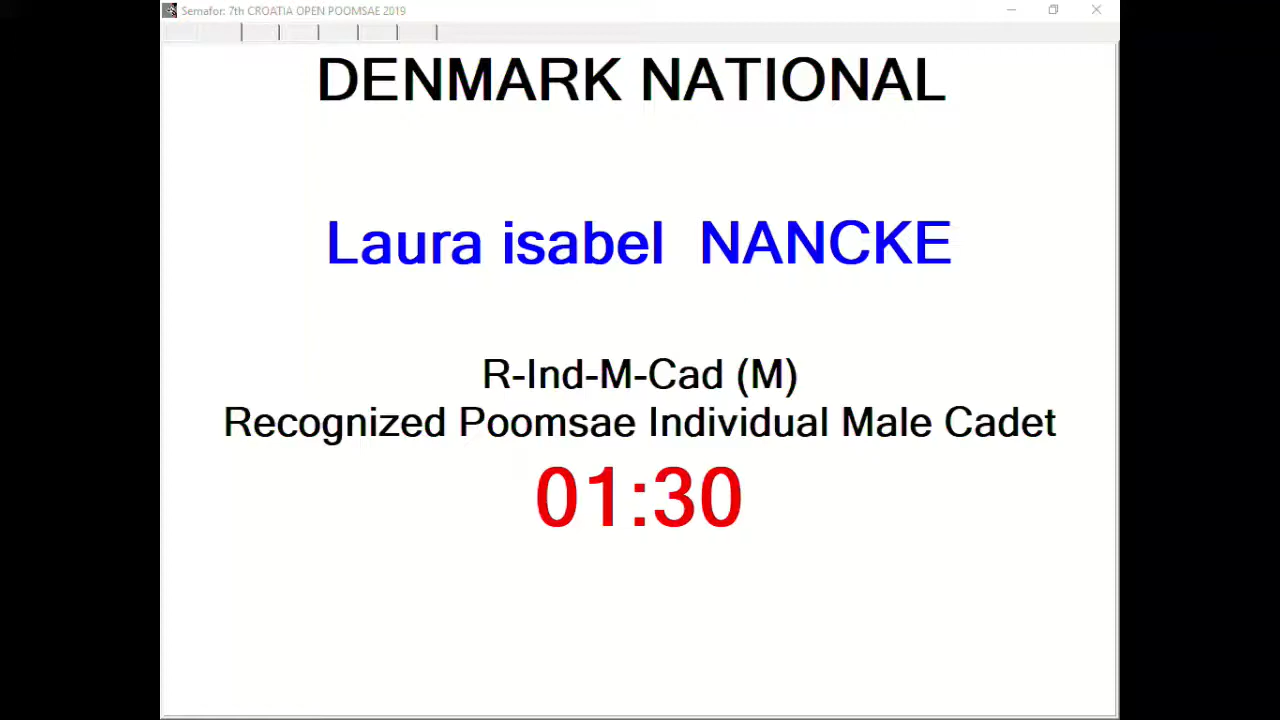 Semafor: 7th CROATIA OPEN POOMSAE 2019
DENMARK NATIONAL
Laura isabel NANCKE
R-Ind-M-Cad (M)
Recognized Poomsae Individual Male Cadet
01:30